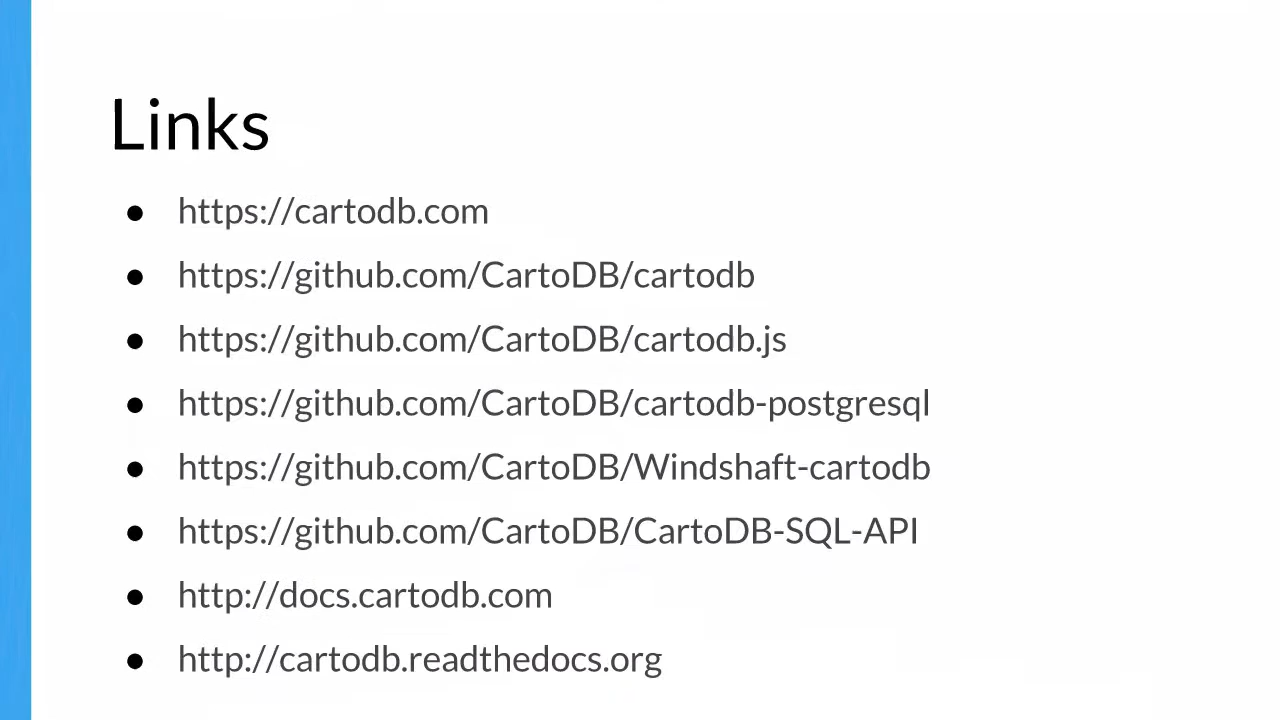 Links
● https://cartodb.com
● https://github.com/CartoDB/cartodb
● https://github.com/CartoDB/cartodb.js
● https://github.com/CartoDB/cartodb-postgresql
● https://github.com/CartoDB/Windshaft-cartodb
● https://github.com/CartoDB/CartoDB-SQL-API
● http://docs.cartodb.com
● http://cartodb.readthedocs.org